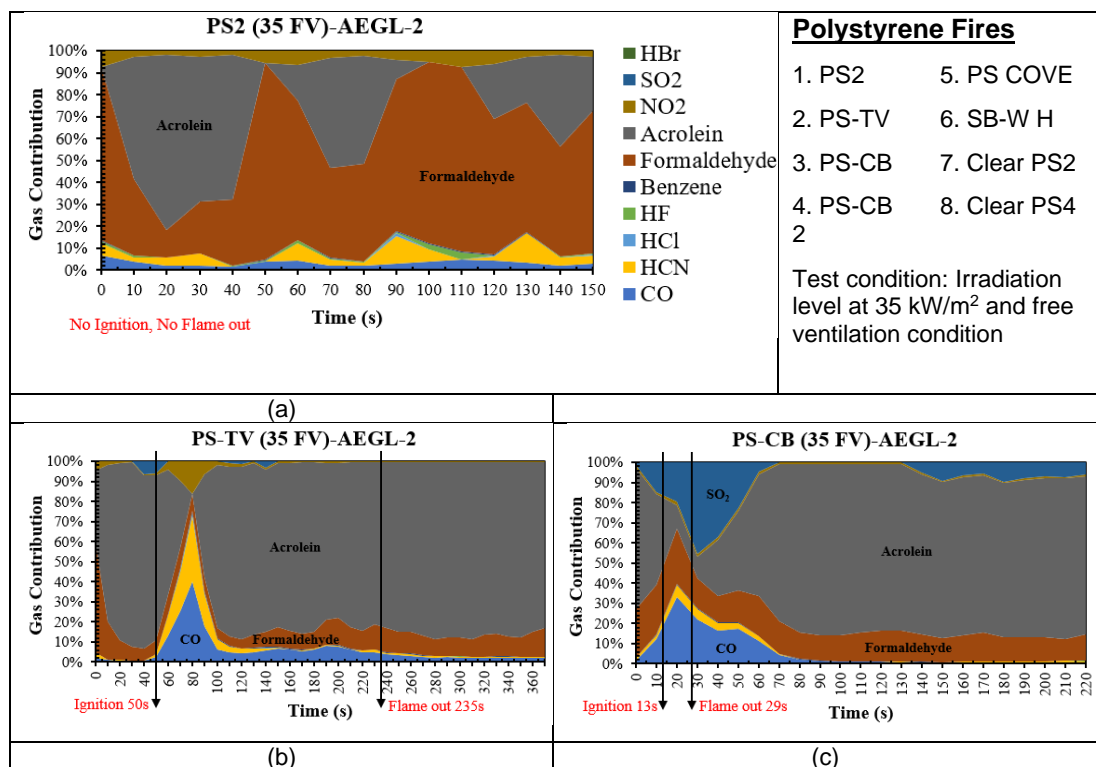 PS2 (35 FV)-AEGL-2
100%
90%
80%
70%
60%
50%
40%
30%
20%
10%
0%
Gas Contribution
Acrolein
Formaldehyde
0 10 20 30 40 50 60 70 80 90 100 110 120 130 140 150
Time (s)
No Ignition, No Flame out
HBr
SO2
NO2
Acrolein
Formaldehyde
Benzene
HF
HCl
HCN
CO
Polystyrene Fires
1. PS2 5. PS COVE
2. PS-TV 6. SB-W H
3. PS-CB 7. Clear PS2
4. PS-CB 8. Clear PS4
2
Test condition: Irradiation
level at 35 kW/m2 and free
ventilation condition
(a)
PS-TV (35 FV)-AEGL-2
100%
90%
80%
70%
60%
50%
40%
30%
20%
10%
0%
Gas Contribution
Acrolein
CO
Formaldehyde
0 20 40 60 80 100 120 140 160 180 200 220 240 260 280 300 320 340 360
Ignition 50s
Time (s)
Flame out 235s
(b)
PS-CB (35 FV)-AEGL-2
100%
90%
80%
70%
60%
50%
40%
30%
20%
10%
0%
Gas Contribution
SO2
Acrolein
CO
Formaldehyde
0 10 20 30 40 50 60 70 80 90 100 110 120 130 140 150 160 170 180 190 200 210 220
Ignition 13s
Flame out 29s
Time (s)
(c)